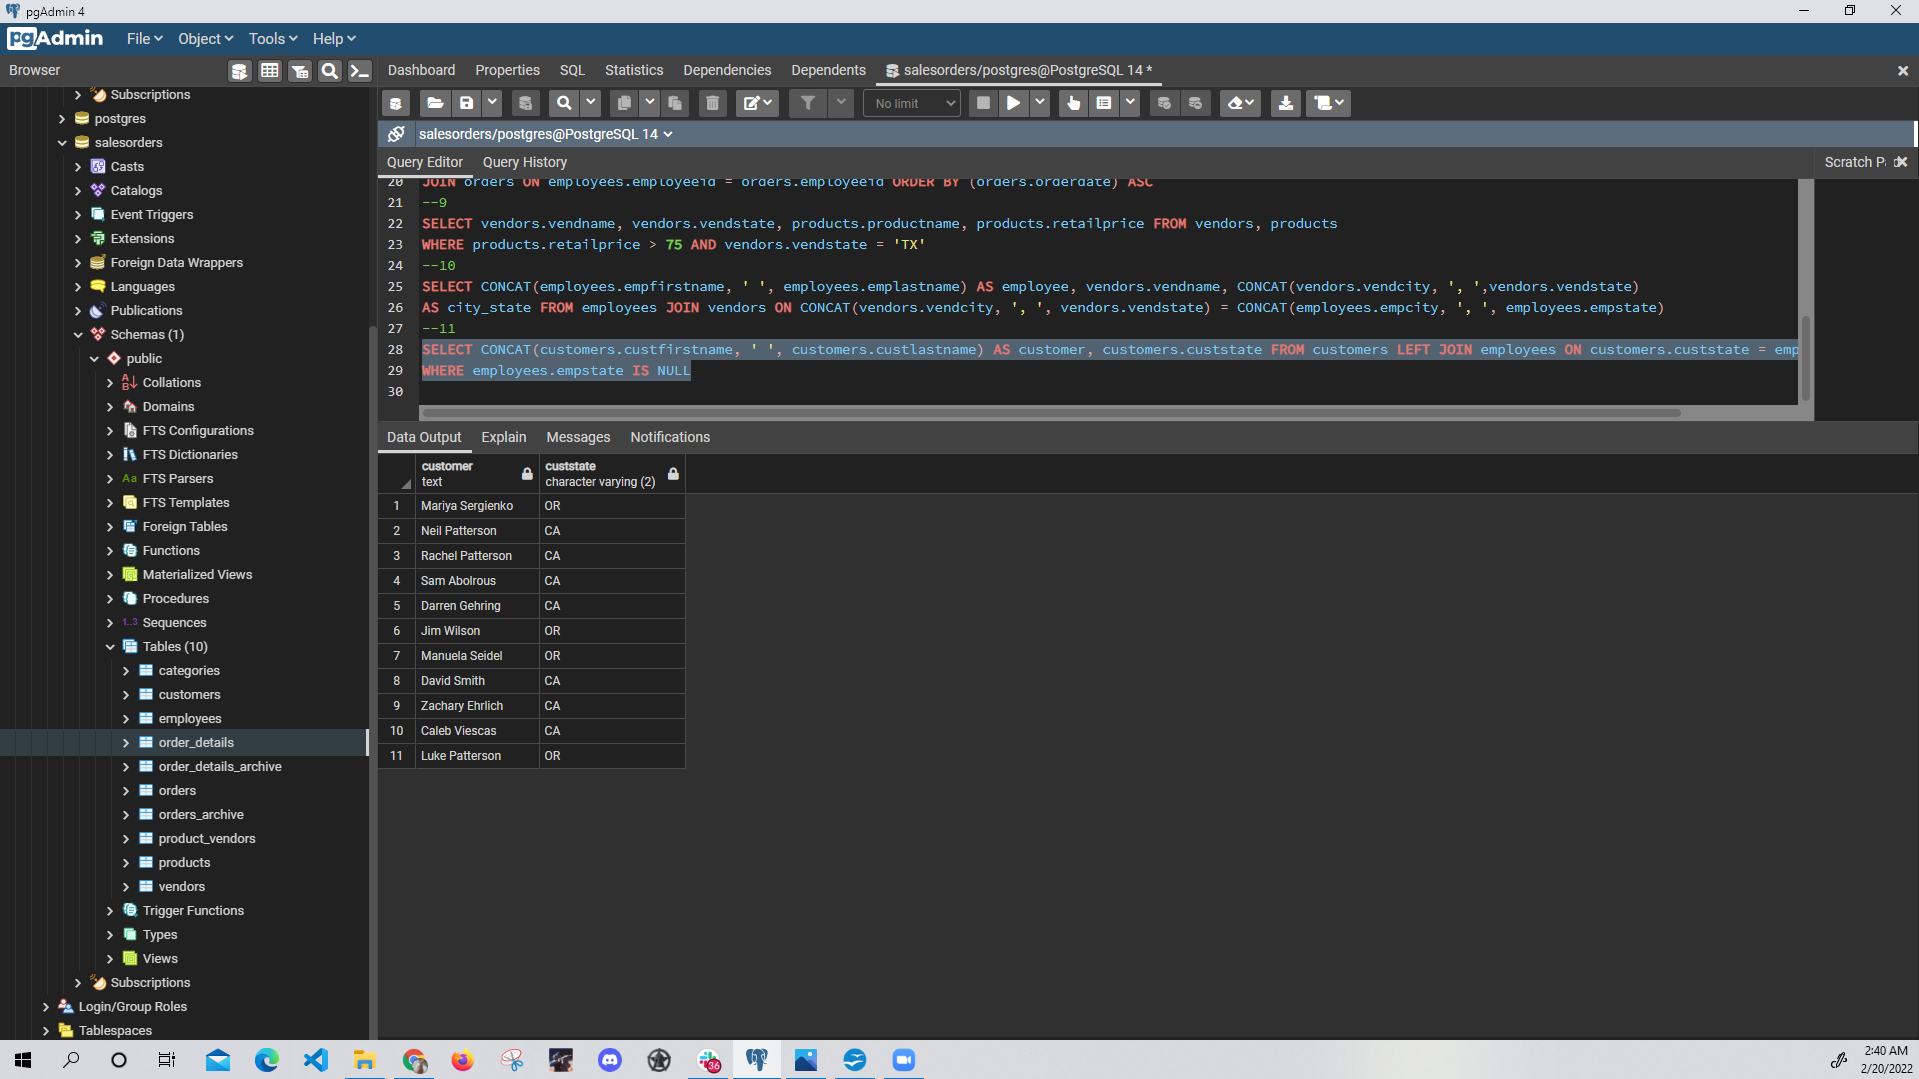 pgAdmin 4
pgAdmin File Object Tools Help
Browser
Dashboard Properties SQL Statistics Dependencies Dependents salesorders/postgres@PostgreSQL 14 *
No limit
salesorders/postgres@PostgreSQL 14
Query Editor Query History
Scratch
20 JOIN orders ON employees.employeeid = orders.employeeid ORDER BY (orders.orderdate) ASC
21 --9
22 SELECT vendors.vendname, vendors.vendstate, products.productname, products.retailprice FROM vendors, products
23 WHERE products.retailprice > 75 AND vendors.vendstate = 'TX'
24 --10
25 SELECT CONCAT(employees.empfirstname, ' ', employees.emplastname) AS employee, vendors.vendname, CONCAT(vendors.vendcity, ', ',vendors.vendstate)
26 AS city_state FROM employees JOIN vendors ON CONCAT(vendors.vendcity, ', ', vendors.vendstate) = CONCAT(employees.empcity, ', ', employees.empstate)
27 --11
28 SELECT CONCAT(customers.custfirstname, ' ', customers.custlastname) AS customer, customers.custstate FROM customers LEFT JOIN employees ON customers.custstate = emp
29 WHERE employees.empstate IS NULL
30
Data Output Explain Messages Notifications
customer text
custstate character varying (2)
1 Mariya Sergienko OR
2 Neil Patterson CA
3 Rachel Patterson CA
4 Sam Abolrous CA
5 Darren Gehring CA
6 Jim Wilson OR
7 Manuela Seidel OR
8 David Smith CA
9 Zachary Ehrlich CA
10 Caleb Viescas CA
11 Luke Patterson OR
Subscriptions
postgres
salesorders
Casts
Catalogs
Event Triggers
Extensions
Foreign Data Wrappers
Languages
Publications
Schemas (1)
public
Collations
Domains
FTS Configurations
FTS Dictionaries
Aa FTS Parsers
FTS Templates
Foreign Tables
Functions
Materialized Views
Procedures
1..3 Sequences
Tables (10)
categories
customers
employees
order_details
order_details_archive
orders
orders_archive
product_vendors
products
vendors
Trigger Functions
Types
Views
Subscriptions
Login/Group Roles
Tablespaces
36
2:40 AM
2/20/2022